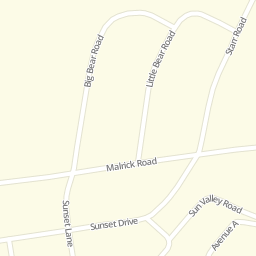 Big Bear Road
Little Bear Road
Starr Road
Malrick Road
Sunset Lane
Sunset Drive
Sun Valley Road
Avenue A